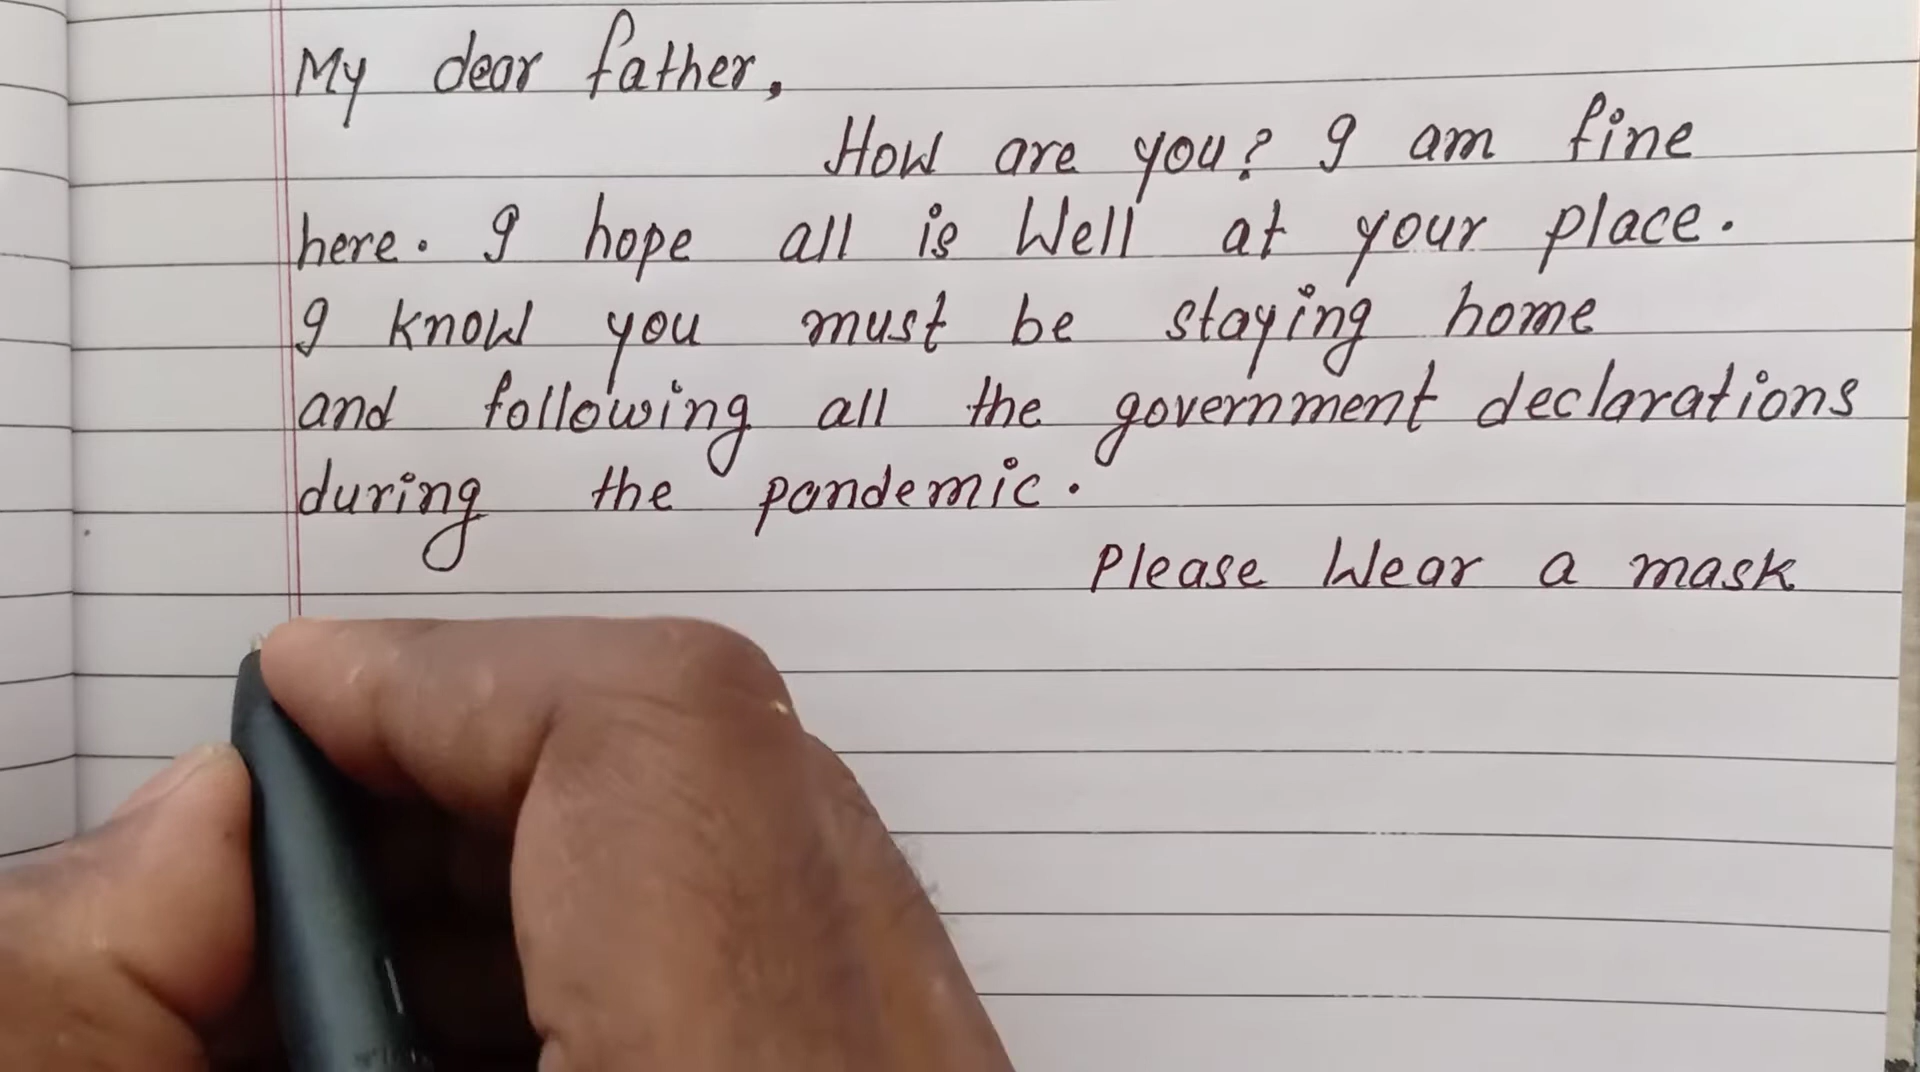 My dear father,
How are you? I am fine
here. I hope all is Well at your place.
I know you must be staying home
and following all the government declarations
during the pandemic.
Please Wear a mask